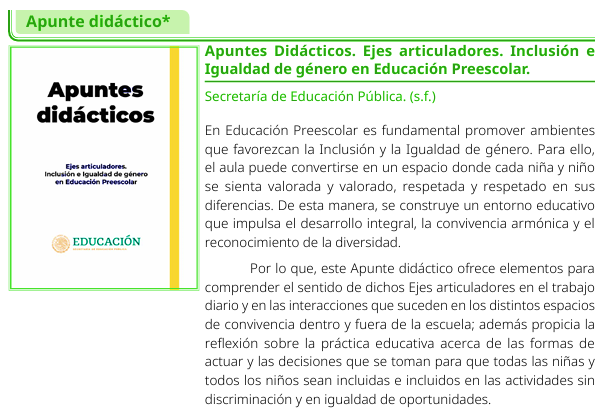 Apunte didáctico*
Apuntes
didácticos
Ejes articuladores.
Inclusión e Igualdad de género
en Educación Preescolar
EDUCACIÓN
Apuntes Didácticos. Ejes articuladores. Inclusión e
Igualdad de género en Educación Preescolar.
Secretaría de Educación Pública. (s.f.)
En Educación Preescolar es fundamental promover ambientes
que favorezcan la Inclusión y la Igualdad de género. Para ello,
el aula puede convertirse en un espacio donde cada niña y niño
se sienta valorada y valorado, respetada y respetado en sus
diferencias. De esta manera, se construye un entorno educativo
que impulsa el desarrollo integral, la convivencia armónica y el
reconocimiento de la diversidad.
Por lo que, este Apunte didáctico ofrece elementos para
comprender el sentido de dichos Ejes articuladores en el trabajo
diario y en las interacciones que suceden en los distintos espacios
de convivencia dentro y fuera de la escuela; además propicia la
reflexión sobre la práctica educativa acerca de las formas de
actuar y las decisiones que se toman para que todas las niñas y
todos los niños sean incluidas e incluidos en las actividades sin
discriminación y en igualdad de oportunidades.